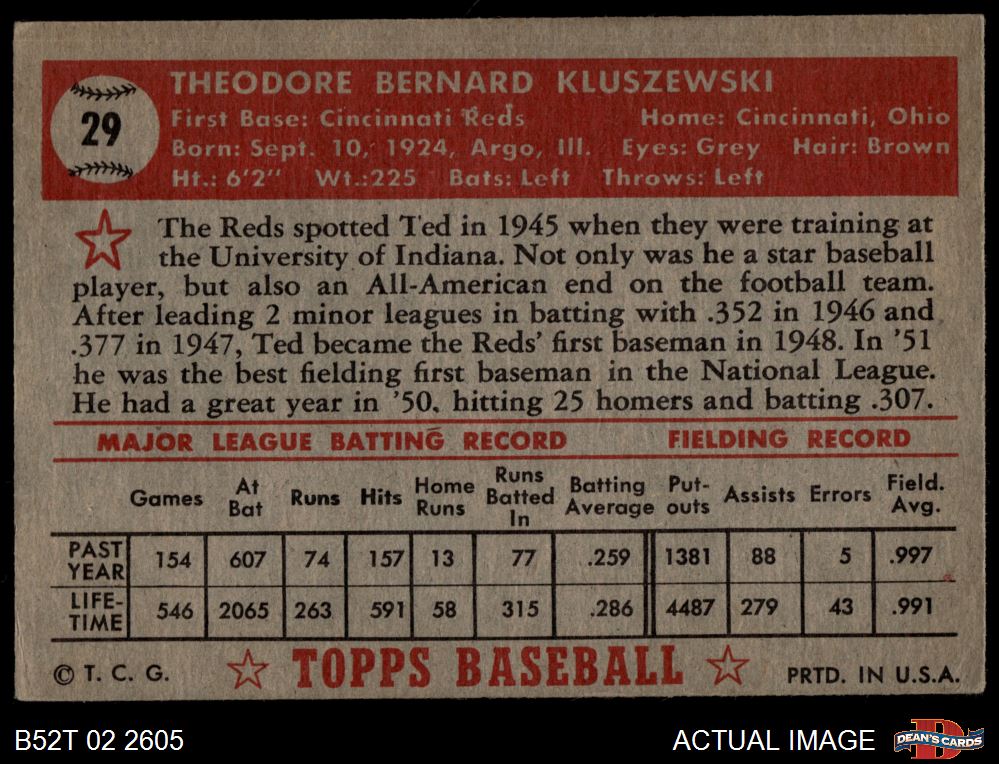 29
THEODORE BERNARD KLUSZEWSKI
First Base: Cincinnati Reds Home: Cincinnati, Ohio
Born: Sept. 10, 1924, Argo, Ill. Eyes: Grey Hair: Brown
Ht.: 6'2" Wt.:225 Bats: Left Throws: Left
The Reds spotted Ted in 1945 when they were training at
the University of Indiana. Not only was he a star baseball
player, but also an All-American end on the football team.
After leading 2 minor leagues in batting with .352 in 1946 and
.377 in 1947, Ted became the Reds' first baseman in 1948. In '51
he was the best fielding first baseman in the National League.
He had a great year in '50, hitting 25 homers and batting .307.
MAJOR LEAGUE BATTING RECORD FIELDING RECORD
Games At Bat Runs Hits Home Runs Runs Batted In Batting Average Put-outs Assists Errors Field. Avg.
PAST YEAR 154 607 74 157 13 77 .259 1381 88 5 .997
LIFE-TIME 546 2065 263 591 58 315 .286 4487 279 43 .991
© T. C. G. TOPPS BASEBALL PRTD. IN U.S.A.
B52T 02 2605 ACTUAL IMAGE DEAN'S CARDS